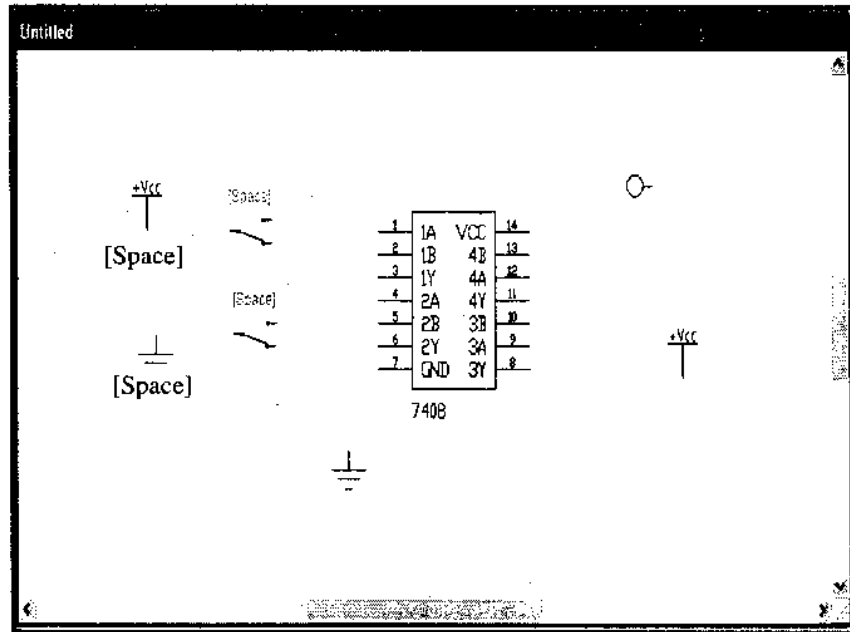 Untitled
+Vcc
[Space]
[Space]
[Space]
[Space]
1 1A VCC 14
2 1B 4B 13
3 1Y 4A 12
4 2A 4Y 11
5 2B 3B 10
6 2Y 3A 9
7 GND 3Y 8
7408
+Vcc